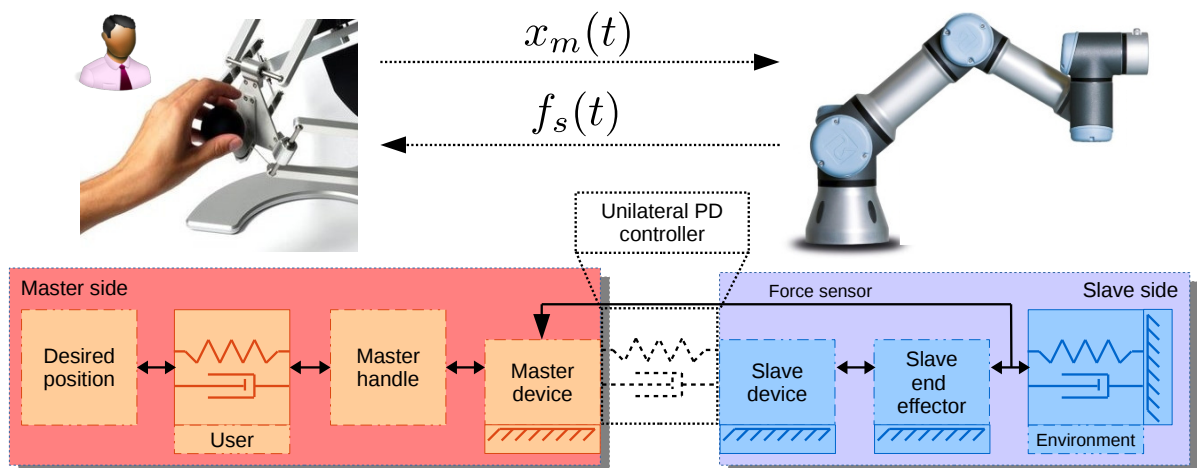 x_m(t)
f_s(t)
Unilateral PD
controller
Master side
Force sensor
Slave side
Desired
position
User
Master
handle
Master
device
Slave
device
Slave
end
effector
Environment